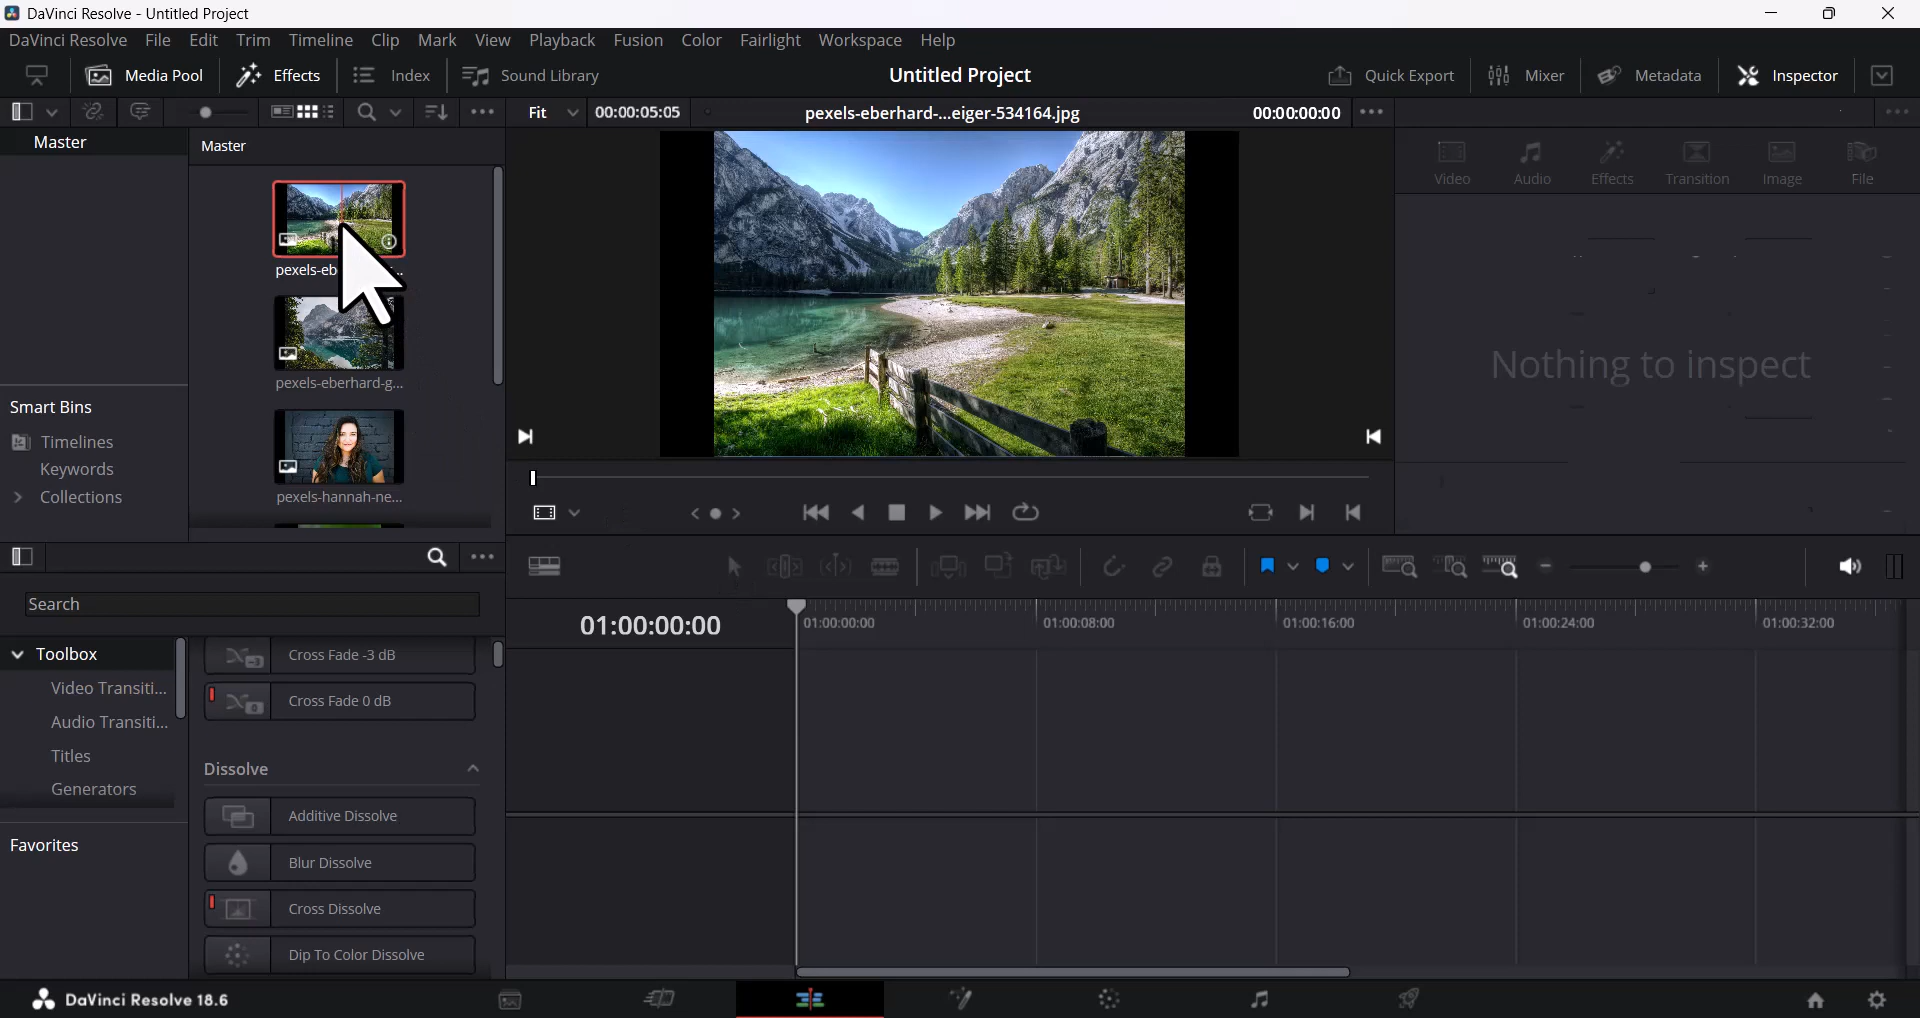 DaVinci Resolve - Untitled Project
DaVinci Resolve File Edit Trim Timeline Clip Mark View Playback Fusion Color Fairlight Workspace Help
Media Pool Effects Index Sound Library Untitled Project Quick Export Mixer Metadata Inspector
Fit 00:00:05:05 pexels-eberhard-...eiger-534164.jpg 00:00:00:00
Master
Master
Video Audio Effects Transition Image File
pexels-eb
pexels-eberhard-g...
pexels-hannah-ne...
Nothing to inspect
Smart Bins
Timelines
Keywords
Collections
Search
01:00:00:00
01:00:00:00 01:00:08:00 01:00:16:00 01:00:24:00 01:00:32:00
Toolbox
Video Transiti...
Audio Transiti...
Titles
Generators
Favorites
Cross Fade -3 dB
Cross Fade 0 dB
Dissolve
Additive Dissolve
Blur Dissolve
Cross Dissolve
Dip To Color Dissolve
DaVinci Resolve 18.6